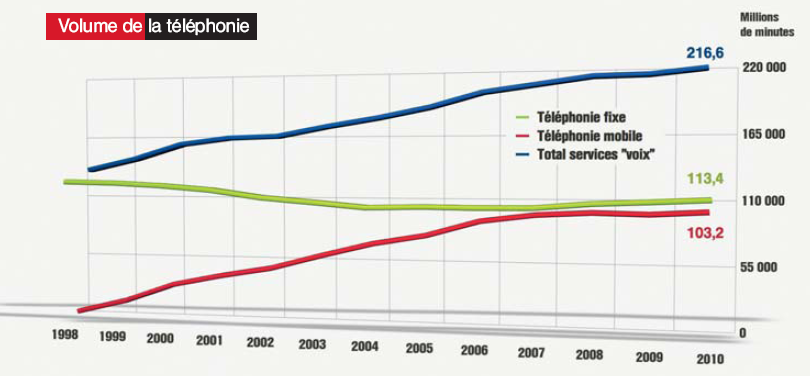 Volume de la téléphonie
Millions
de minutes
216,6
220 000
Téléphonie fixe
Téléphonie mobile
Total services "voix"
165 000
113,4
110 000
103,2
55 000
0
1998 1999 2000 2001 2002 2003 2004 2005 2006 2007 2008 2009 2010